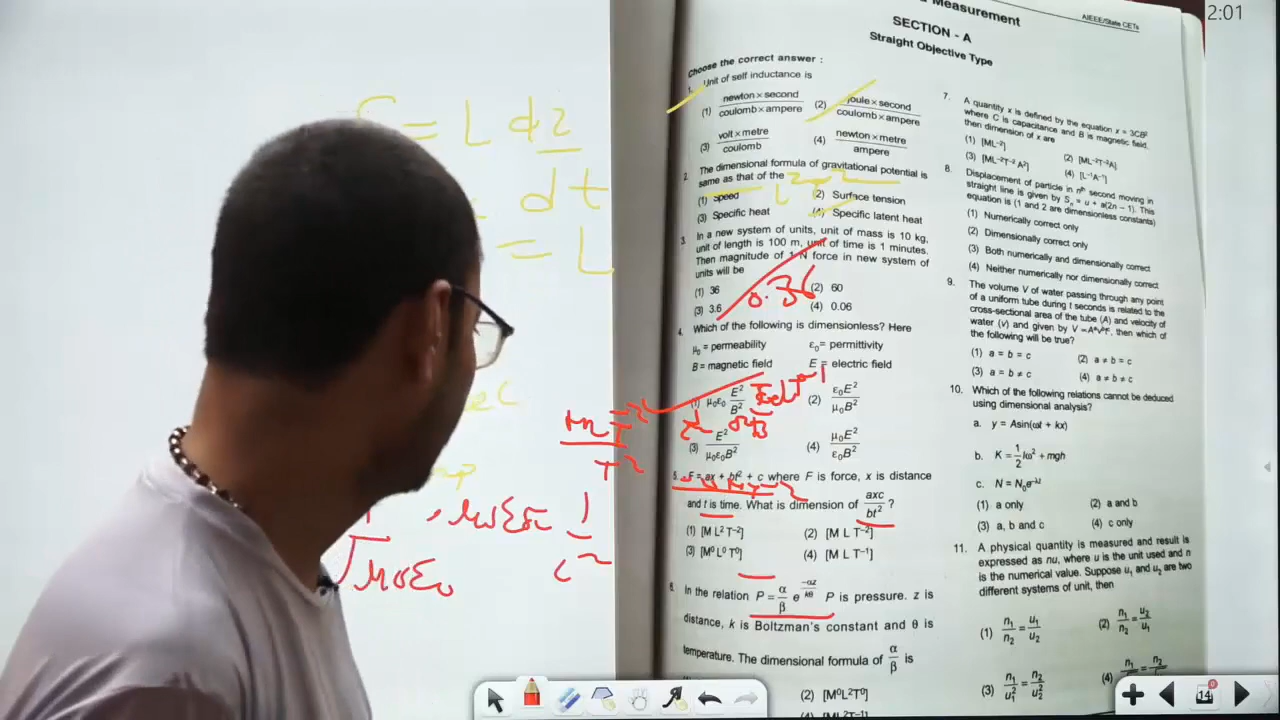 Measurement
AIEEE/State CETs
2:01
SECTION - A
Straight Objective Type
Choose the correct answer :
1. Unit of self inductance is
(1) newton × second / coulomb × ampere (2) joule × second / coulomb × ampere
(3) volt × metre / coulomb (4) newton × metre / ampere
2. The dimensional formula of gravitational potential is
same as that of the
(1) Speed (2) Surface tension
(3) Specific heat (4) Specific latent heat
3. In a new system of units, unit of mass is 10 kg,
unit of length is 100 m, unit of time is 1 minutes.
Then magnitude of 1 N force in new system of
units will be
(1) 36 (2) 60
(3) 3.6 (4) 0.06
0.36
4. Which of the following is dimensionless? Here
μ₀ = permeability ε₀ = permittivity
B = magnetic field E = electric field
(1) μ₀ε₀ E²/B² (2) ε₀E²/μ₀B²
(3) E²/μ₀ε₀B² (4) μ₀E²/ε₀B²
5. F = ax + bt² + c where F is force, x is distance
and t is time. What is dimension of axc/bt² ?
(1) [M L² T⁻²] (2) [M L T⁻²]
(3) [M⁰ L⁰ T⁰] (4) [M L T⁻¹]
6. In the relation P = α/β e^(–αz/kθ) P is pressure. z is
distance, k is Boltzman's constant and θ is
temperature. The dimensional formula of α/β is
(2) [M⁰L²T⁰]
7. A quantity x is defined by the equation x = 3CB²
where C is capacitance and B is magnetic field,
then dimension of x are
(1) [ML⁻²] (2) [ML⁻²T⁻²A]
(3) [ML⁻²T⁻²A²] (4) [L⁻¹A⁻¹]
8. Displacement of particle in nth second moving in
straight line is given by Sn = u + a(2n – 1). This
equation is (1 and 2 are dimensionless constants)
(1) Numerically correct only
(2) Dimensionally correct only
(3) Both numerically and dimensionally correct
(4) Neither numerically nor dimensionally correct
9. The volume V of water passing through any point
of a uniform tube during t seconds is related to the
cross-sectional area of the tube (A) and velocity of
water (v) and given by V = Aᵃvᵇtᶜ, then which of
the following will be true?
(1) a = b = c (2) a ≠ b = c
(3) a = b ≠ c (4) a ≠ b ≠ c
10. Which of the following relations cannot be deduced
using dimensional analysis?
a. y = Asin(ωt + kx)
b. K = 1/2 Iω² + mgh
c. N = N₀e^(–λt)
(1) a only (2) a and b
(3) a, b and c (4) c only
11. A physical quantity is measured and result is
expressed as nu, where u is the unit used and n
is the numerical value. Suppose u₁ and u₂ are two
different systems of unit, then
(1) n₁/n₂ = u₁/u₂ (2) n₁/n₂ = u₂/u₁
(3) n₁/u₁² = n₂/u₂²
= L d
dt
= L
14